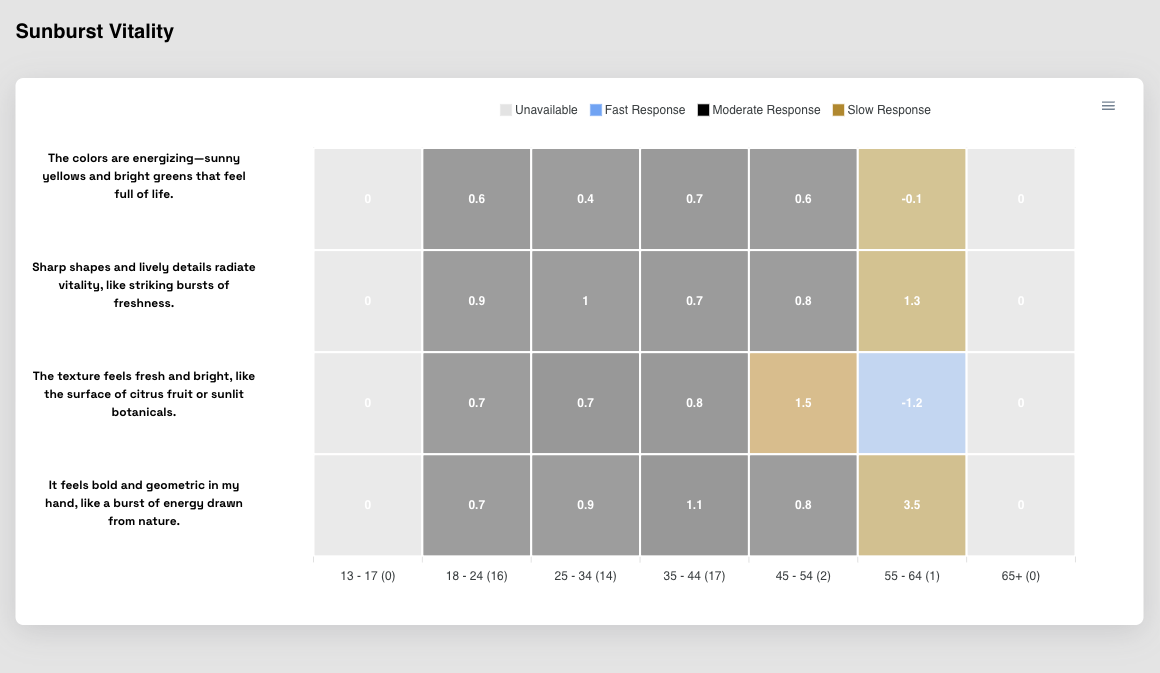 Sunburst Vitality
Unavailable Fast Response Moderate Response Slow Response
The colors are energizing—sunny
yellows and bright greens that feel
full of life.
0 0.6 0.4 0.7 0.6 -0.1 0
Sharp shapes and lively details radiate
vitality, like striking bursts of
freshness.
0 0.9 1 0.7 0.8 1.3 0
The texture feels fresh and bright, like
the surface of citrus fruit or sunlit
botanicals.
0 0.7 0.7 0.8 1.5 -1.2 0
It feels bold and geometric in my
hand, like a burst of energy drawn
from nature.
0 0.7 0.9 1.1 0.8 3.5 0
13 - 17 (0) 18 - 24 (16) 25 - 34 (14) 35 - 44 (17) 45 - 54 (2) 55 - 64 (1) 65+ (0)